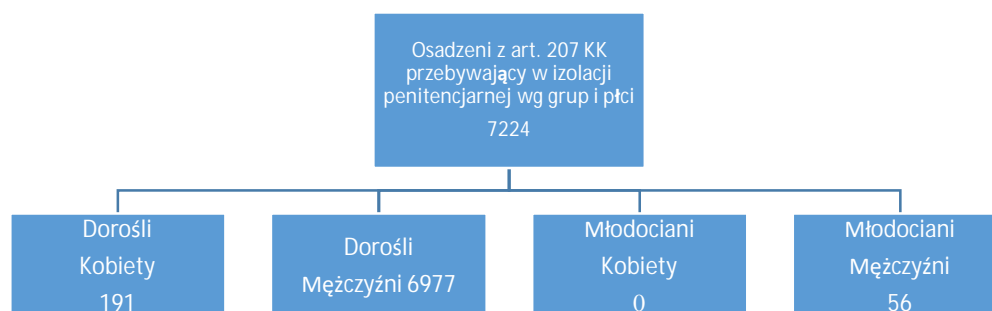 Osadzeni z art. 207 KK
przebywający w izolacji
penitencjarnej wg grup i płci
7224
Dorośli
Kobiety
191
Dorośli
Mężczyźni 6977
Młodociani
Kobiety
0
Młodociani
Mężczyźni
56